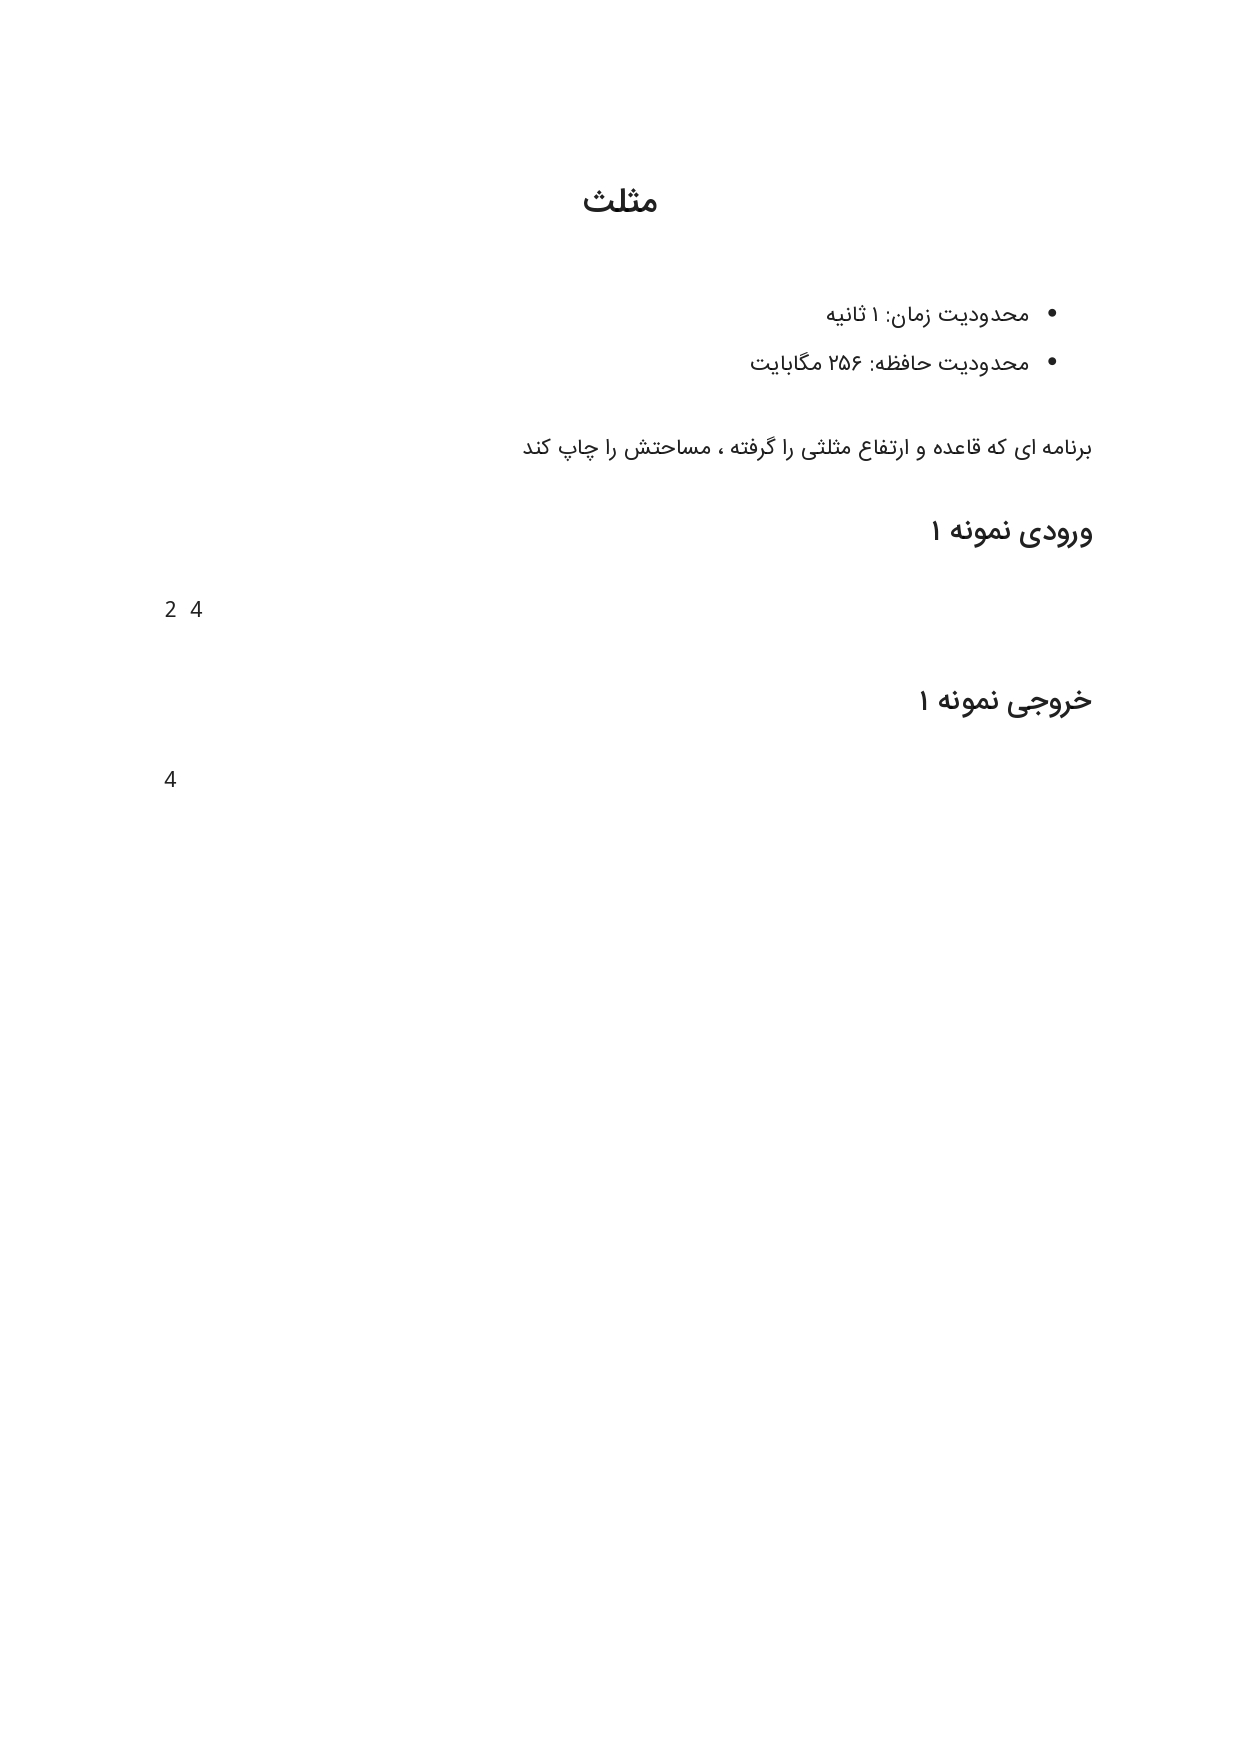 مثلث
• محدودیت زمان: ۱ ثانیه
• محدودیت حافظه: ۲۵۶ مگابایت
برنامه ای که قاعده و ارتفاع مثلثی را گرفته ، مساحتش را چاپ کند
ورودی نمونه ۱
2 4
خروجی نمونه ۱
4